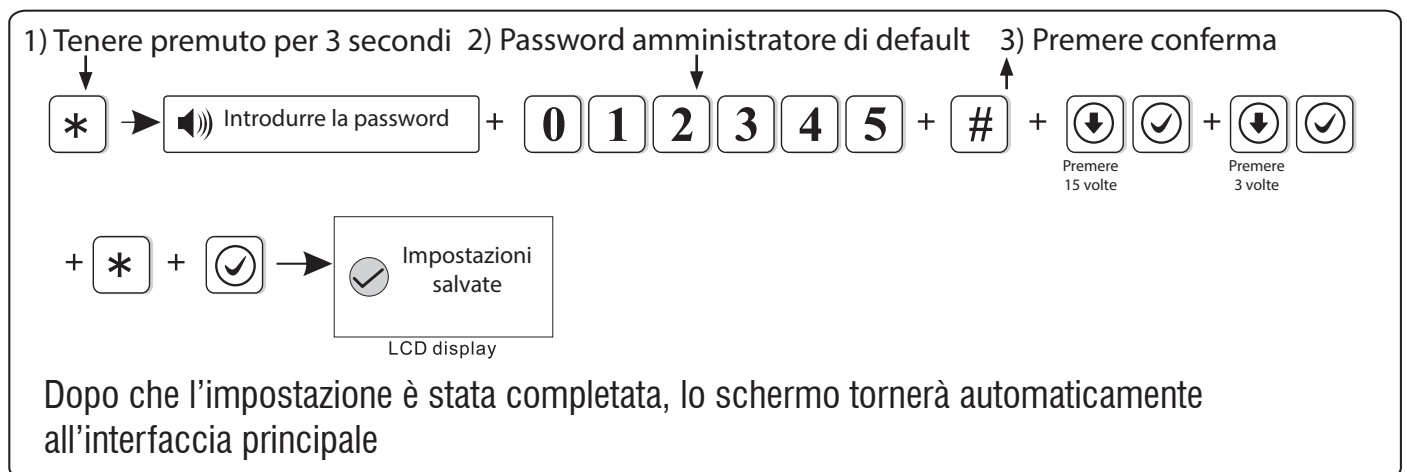 1) Tenere premuto per 3 secondi 2) Password amministratore di default 3) Premere conferma
* Introdurre la password + 0 1 2 3 4 5 + # + +
Premere 15 volte
Premere 3 volte
+ * +
Impostazioni
salvate
LCD display
Dopo che l'impostazione è stata completata, lo schermo tornerà automaticamente
all'interfaccia principale